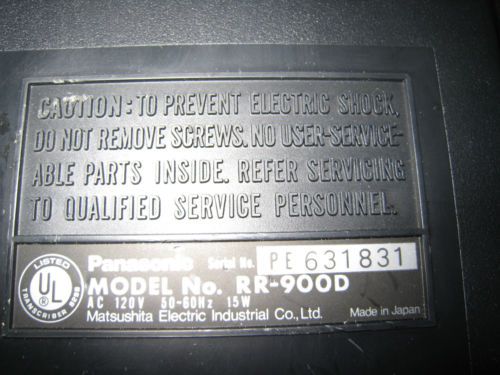 CAUTION: TO PREVENT ELECTRIC SHOCK,
DO NOT REMOVE SCREWS. NO USER-SERVICE-
ABLE PARTS INSIDE. REFER SERVICING
TO QUALIFIED SERVICE PERSONNEL.
LISTED
UL
TRANSCRIBER 820B
Panasonic Serial No. PE 631831
MODEL No. RR-900D
AC 120V 50-60Hz 15W
Matsushita Electric Industrial Co., Ltd. Made in Japan